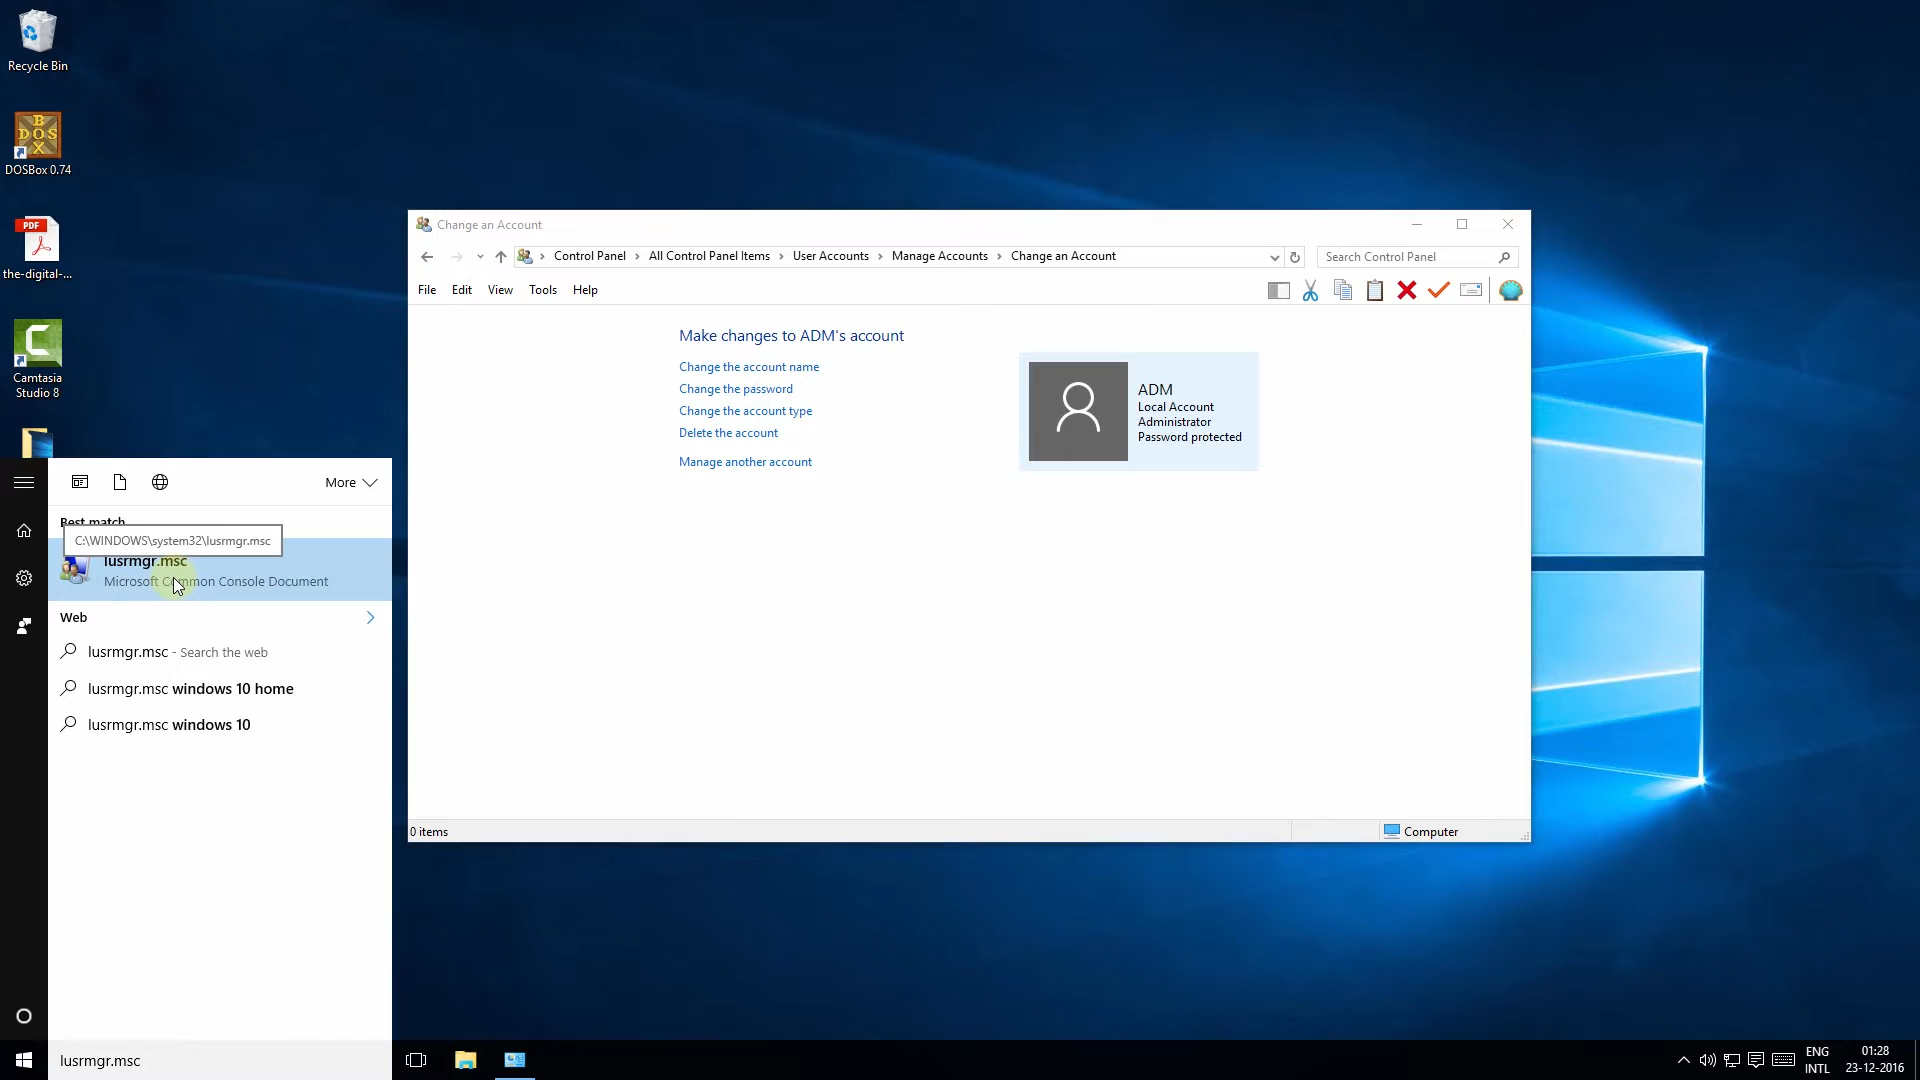 Recycle Bin
BOX
DOS
DOSBox 0.74
PDF
the-digital-...
Camtasia
Studio 8
Change an Account
Control Panel
All Control Panel Items
User Accounts
Manage Accounts
Change an Account
Search Control Panel
File
Edit
View
Tools
Help
Make changes to ADM's account
Change the account name
Change the password
Change the account type
Delete the account
Manage another account
ADM
Local Account
Administrator
Password protected
0 items
Computer
More
Best match
C:\WINDOWS\system32\lusrmgr.msc
lusrmgr.msc
Microsoft Common Console Document
Web
lusrmgr.msc - Search the web
lusrmgr.msc windows 10 home
lusrmgr.msc windows 10
lusrmgr.msc
ENG
INTL
01:28
23-12-2016